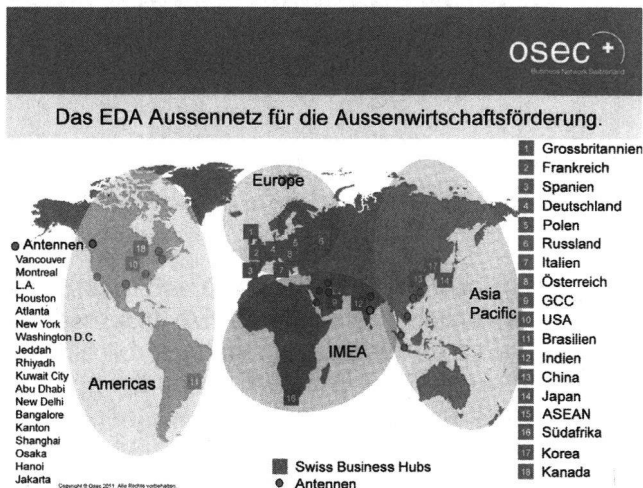 osec
Business Network Switzerland
Das EDA Aussennetz für die Aussenwirtschaftsförderung.
Europe
Americas
IMEA
Asia
Pacific
Antennen
Vancouver
Montreal
L.A.
Houston
Atlanta
New York
Washington D.C.
Jeddah
Rhiyadh
Kuwait City
Abu Dhabi
New Delhi
Bangalore
Kanton
Shanghai
Osaka
Hanoi
Jakarta
1 Grossbritannien
2 Frankreich
3 Spanien
4 Deutschland
5 Polen
6 Russland
7 Italien
8 Österreich
9 GCC
10 USA
11 Brasilien
12 Indien
13 China
14 Japan
15 ASEAN
16 Südafrika
17 Korea
18 Kanada
Swiss Business Hubs
Antennen
Copyright © Osec 2011. Alle Rechte vorbehalten.